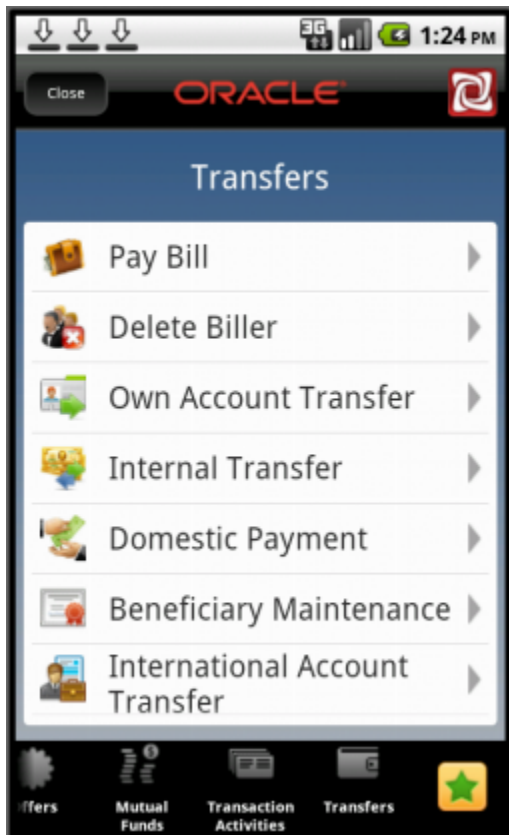 3G 1:24 PM
Close ORACLE
Transfers
Pay Bill
Delete Biller
Own Account Transfer
Internal Transfer
Domestic Payment
Beneficiary Maintenance
International Account
Transfer
ffers Mutual Transaction Transfers
Funds Activities